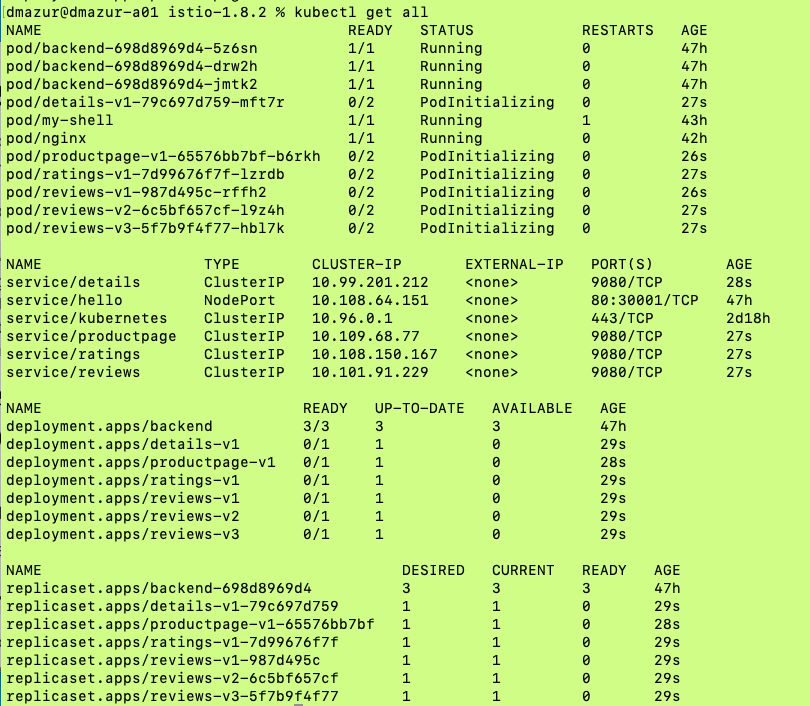 dmazur@dmazur-a01 istio-1.8.2 % kubectl get all
NAME READY STATUS RESTARTS AGE
pod/backend-698d8969d4-5z6sn 1/1 Running 0 47h
pod/backend-698d8969d4-drw2h 1/1 Running 0 47h
pod/backend-698d8969d4-jmtk2 1/1 Running 0 47h
pod/details-v1-79c697d759-mft7r 0/2 PodInitializing 0 27s
pod/my-shell 1/1 Running 1 43h
pod/nginx 1/1 Running 0 42h
pod/productpage-v1-65576bb7bf-b6rkh 0/2 PodInitializing 0 26s
pod/ratings-v1-7d99676f7f-lzrdb 0/2 PodInitializing 0 27s
pod/reviews-v1-987d495c-rffh2 0/2 PodInitializing 0 26s
pod/reviews-v2-6c5bf657cf-l9z4h 0/2 PodInitializing 0 27s
pod/reviews-v3-5f7b9f4f77-hbl7k 0/2 PodInitializing 0 27s
NAME TYPE CLUSTER-IP EXTERNAL-IP PORT(S) AGE
service/details ClusterIP 10.99.201.212 <none> 9080/TCP 28s
service/hello NodePort 10.108.64.151 <none> 80:30001/TCP 47h
service/kubernetes ClusterIP 10.96.0.1 <none> 443/TCP 2d18h
service/productpage ClusterIP 10.109.68.77 <none> 9080/TCP 27s
service/ratings ClusterIP 10.108.150.167 <none> 9080/TCP 27s
service/reviews ClusterIP 10.101.91.229 <none> 9080/TCP 27s
NAME READY UP-TO-DATE AVAILABLE AGE
deployment.apps/backend 3/3 3 3 47h
deployment.apps/details-v1 0/1 1 0 29s
deployment.apps/productpage-v1 0/1 1 0 28s
deployment.apps/ratings-v1 0/1 1 0 29s
deployment.apps/reviews-v1 0/1 1 0 29s
deployment.apps/reviews-v2 0/1 1 0 29s
deployment.apps/reviews-v3 0/1 1 0 29s
NAME DESIRED CURRENT READY AGE
replicaset.apps/backend-698d8969d4 3 3 3 47h
replicaset.apps/details-v1-79c697d759 1 1 0 29s
replicaset.apps/productpage-v1-65576bb7bf 1 1 0 28s
replicaset.apps/ratings-v1-7d99676f7f 1 1 0 29s
replicaset.apps/reviews-v1-987d495c 1 1 0 29s
replicaset.apps/reviews-v2-6c5bf657cf 1 1 0 29s
replicaset.apps/reviews-v3-5f7b9f4f77 1 1 0 29s